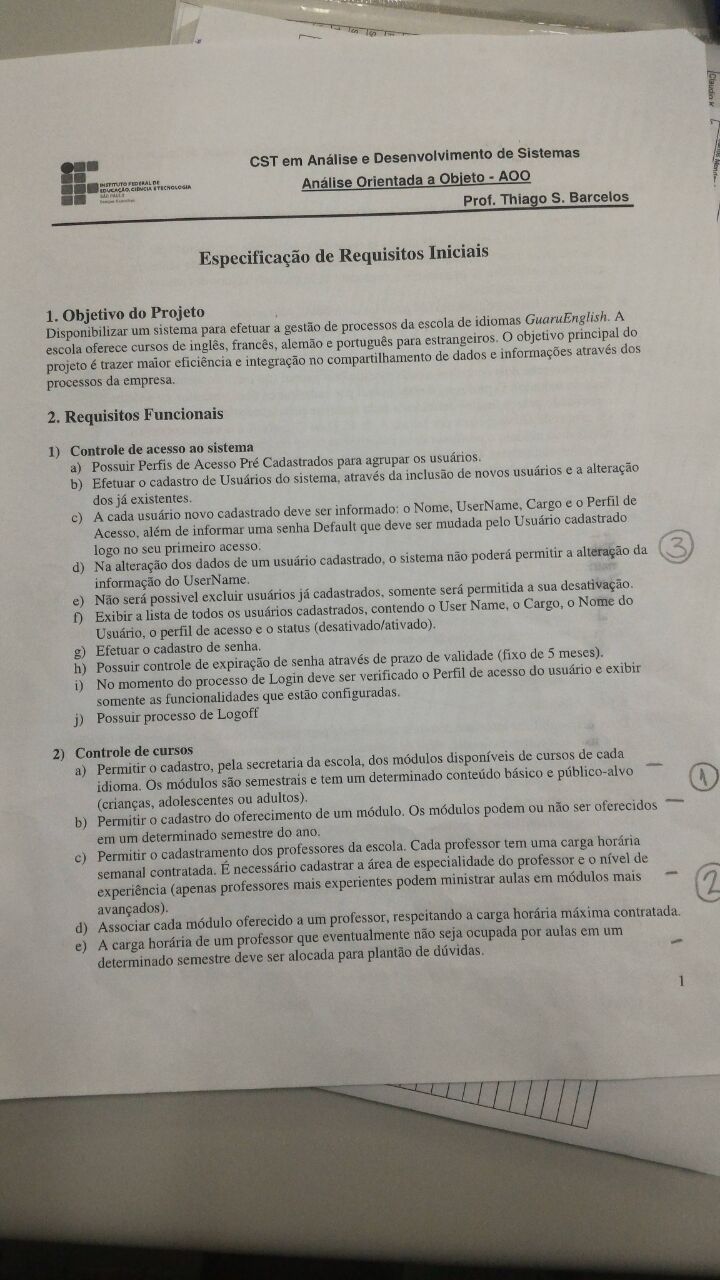 CST em Análise e Desenvolvimento de Sistemas
INSTITUTO FEDERAL DE
EDUCAÇÃO, CIÊNCIA E TECNOLOGIA
SÃO PAULO
Análise Orientada a Objeto - AOO
Prof. Thiago S. Barcelos
Especificação de Requisitos Iniciais
1. Objetivo do Projeto
Disponibilizar um sistema para efetuar a gestão de processos da escola de idiomas GuaruEnglish. A
escola oferece cursos de inglês, francês, alemão e português para estrangeiros. O objetivo principal do
projeto é trazer maior eficiência e integração no compartilhamento de dados e informações através dos
processos da empresa.
2. Requisitos Funcionais
1) Controle de acesso ao sistema
a) Possuir Perfis de Acesso Pré Cadastrados para agrupar os usuários.
b) Efetuar o cadastro de Usuários do sistema, através da inclusão de novos usuários e a alteração
dos já existentes.
c) A cada usuário novo cadastrado deve ser informado: o Nome, UserName, Cargo e o Perfil de
Acesso, além de informar uma senha Default que deve ser mudada pelo Usuário cadastrado
logo no seu primeiro acesso.
d) Na alteração dos dados de um usuário cadastrado, o sistema não poderá permitir a alteração da
informação do UserName.
3
e) Não será possivel excluir usuários já cadastrados, somente será permitida a sua desativação.
f) Exibir a lista de todos os usuários cadastrados, contendo o User Name, o Cargo, o Nome do
Usuário, o perfil de acesso e o status (desativado/ativado).
g) Efetuar o cadastro de senha.
h) Possuir controle de expiração de senha através de prazo de validade (fixo de 5 meses).
i) No momento do processo de Login deve ser verificado o Perfil de acesso do usuário e exibir
somente as funcionalidades que estão configuradas.
j) Possuir processo de Logoff
2) Controle de cursos
a) Permitir o cadastro, pela secretaria da escola, dos módulos disponíveis de cursos de cada
idioma. Os módulos são semestrais e tem um determinado conteúdo básico e público-alvo
(crianças, adolescentes ou adultos).
1
b) Permitir o cadastro do oferecimento de um módulo. Os módulos podem ou não ser oferecidos
em um determinado semestre do ano.
c) Permitir o cadastramento dos professores da escola. Cada professor tem uma carga horária
semanal contratada. É necessário cadastrar a área de especialidade do professor e o nível de
experiência (apenas professores mais experientes podem ministrar aulas em módulos mais
avançados).
2
d) Associar cada módulo oferecido a um professor, respeitando a carga horária máxima contratada.
e) A carga horária de um professor que eventualmente não seja ocupada por aulas em um
determinado semestre deve ser alocada para plantão de dúvidas.
1